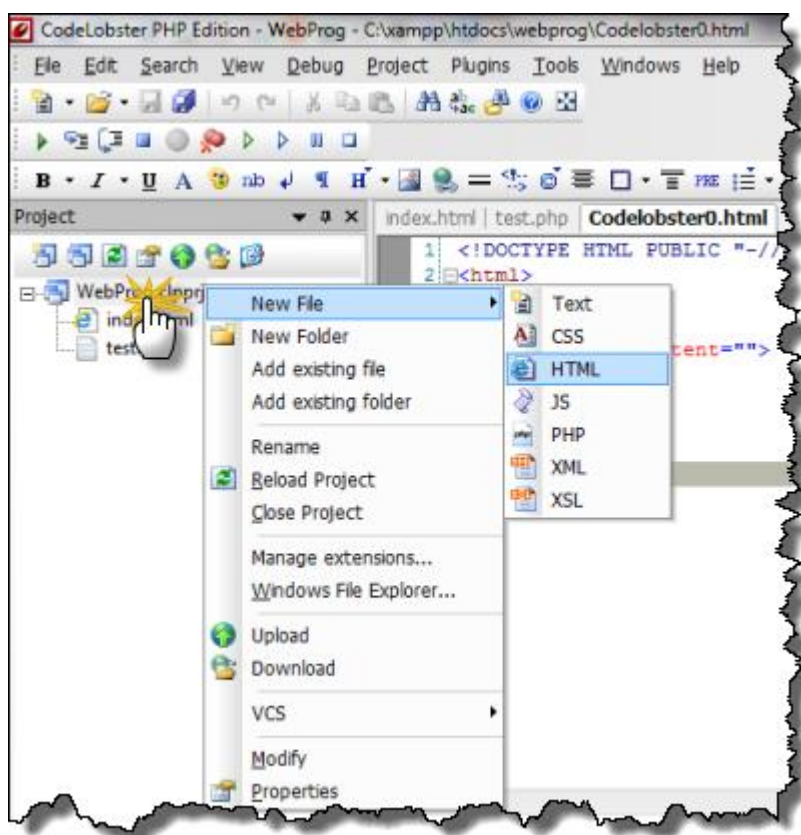 CodeLobster PHP Edition - WebProg - C:\xampp\htdocs\webprog\Codelobster0.html
File Edit Search View Debug Project Plugins Tools Windows Help
B I U A nb H PRE
Project
index.html | test.php Codelobster0.html
1 <!DOCTYPE HTML PUBLIC "-//
2 <html>
tent="">
New File
New Folder
Add existing file
Add existing folder
Rename
Reload Project
Close Project
Manage extensions...
Windows File Explorer...
Upload
Download
VCS
Modify
Properties
Text
CSS
HTML
JS
PHP
XML
XSL